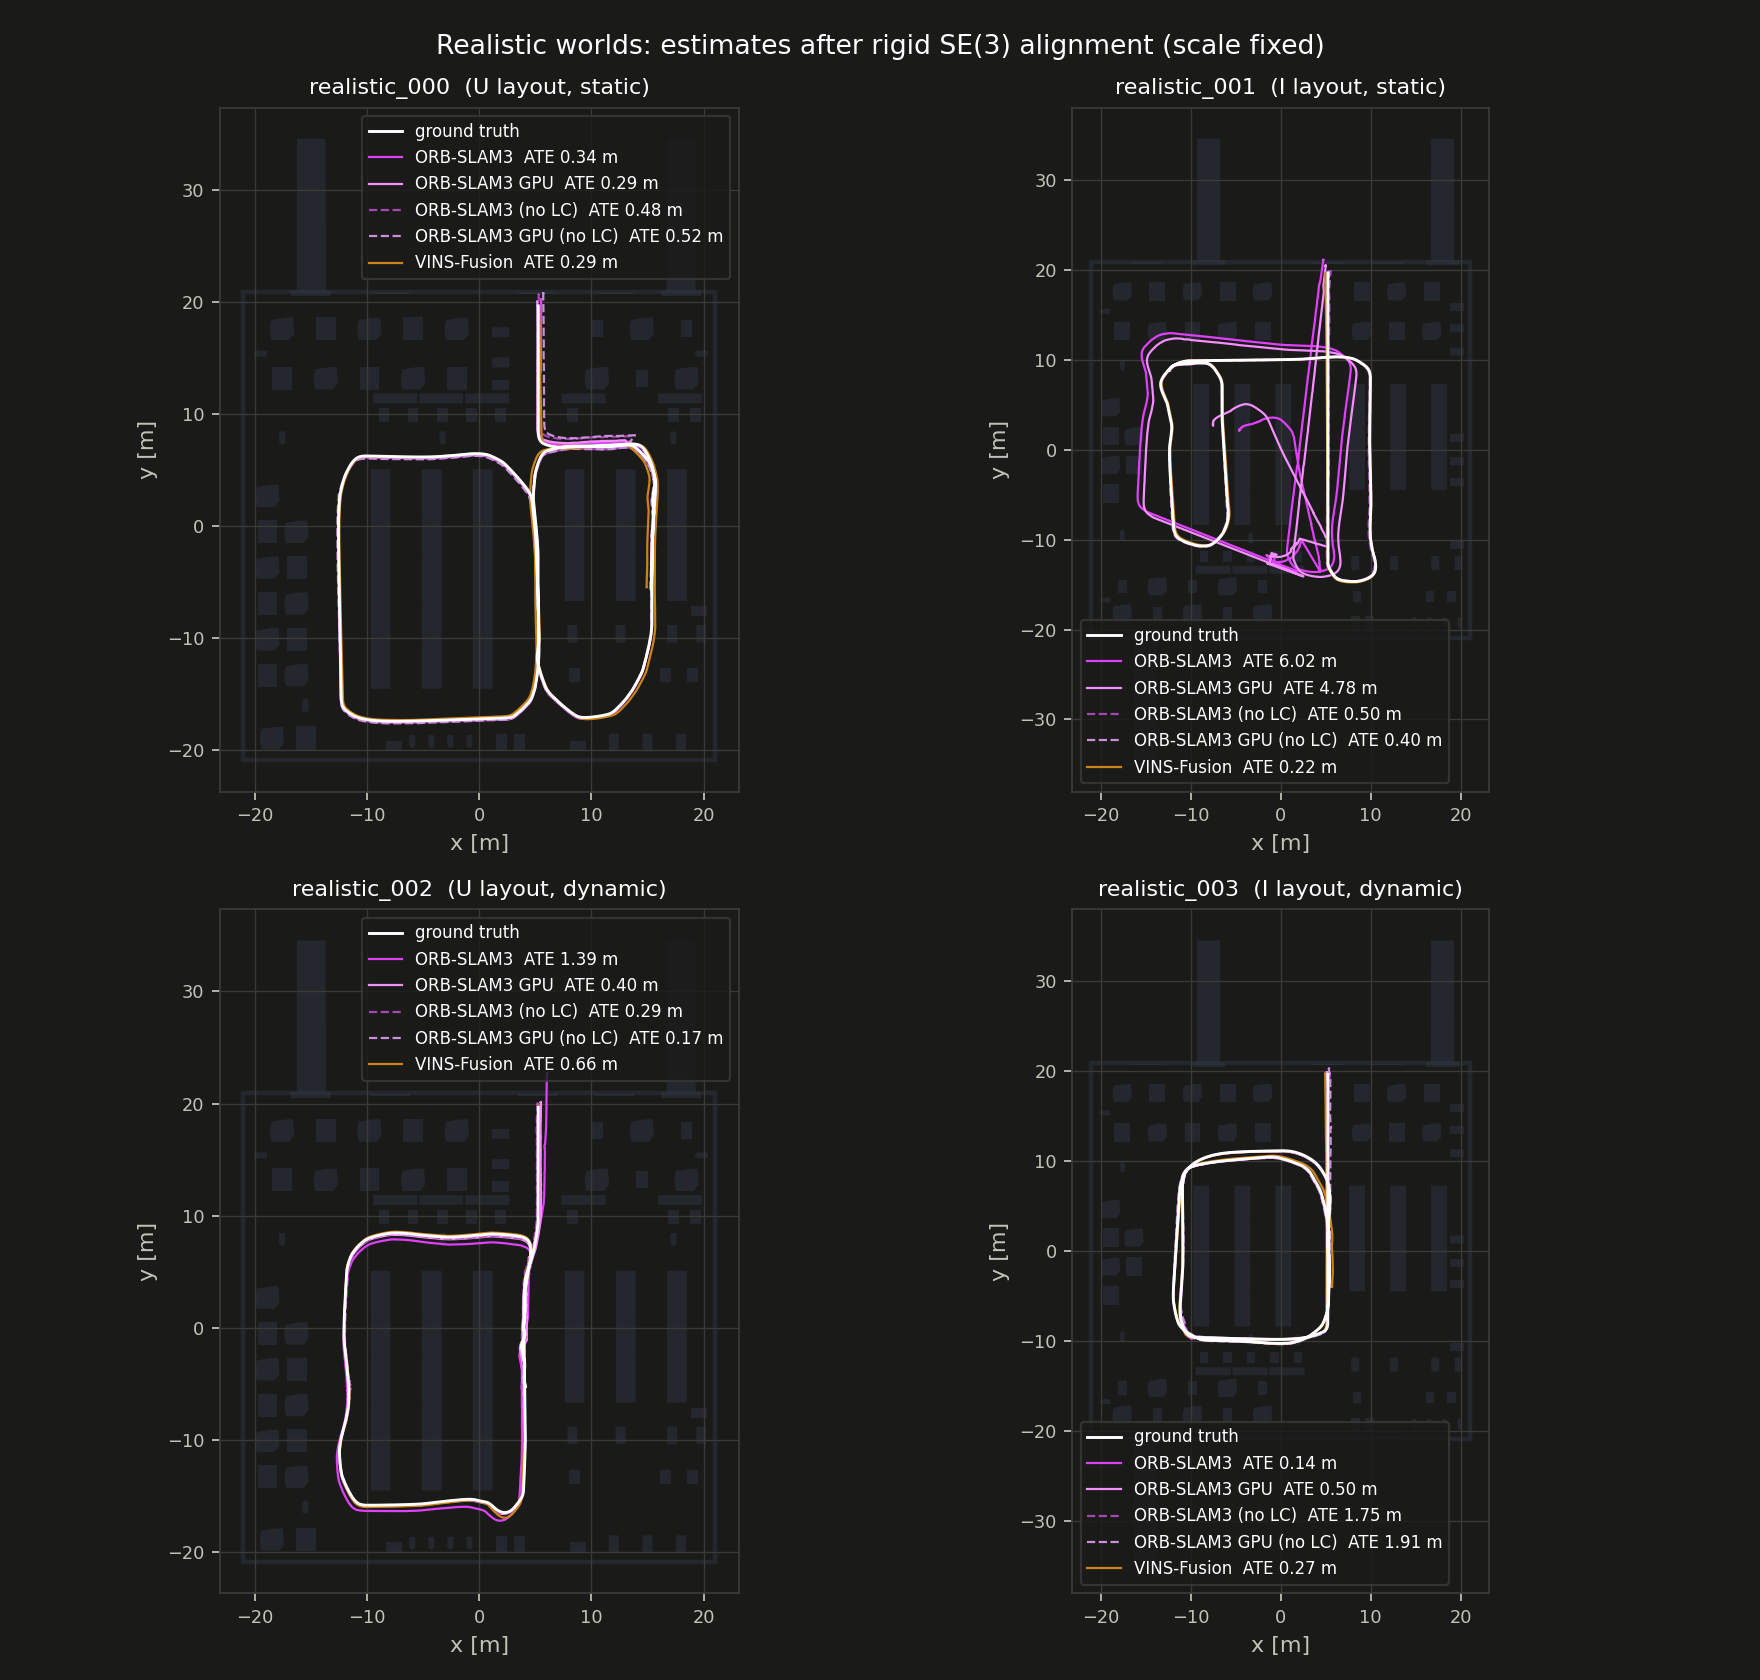 Realistic worlds: estimates after rigid SE(3) alignment (scale fixed)
realistic_000  (U layout, static)
ground truth
ORB-SLAM3  ATE 0.34 m
ORB-SLAM3 GPU  ATE 0.29 m
ORB-SLAM3 (no LC)  ATE 0.48 m
ORB-SLAM3 GPU (no LC)  ATE 0.52 m
VINS-Fusion  ATE 0.29 m
30
20
10
0
−10
−20
y [m]
−20 −10 0 10 20
x [m]
realistic_001  (I layout, static)
30
20
10
0
−10
−20
−30
y [m]
ground truth
ORB-SLAM3  ATE 6.02 m
ORB-SLAM3 GPU  ATE 4.78 m
ORB-SLAM3 (no LC)  ATE 0.50 m
ORB-SLAM3 GPU (no LC)  ATE 0.40 m
VINS-Fusion  ATE 0.22 m
−20 −10 0 10 20
x [m]
realistic_002  (U layout, dynamic)
ground truth
ORB-SLAM3  ATE 1.39 m
ORB-SLAM3 GPU  ATE 0.40 m
ORB-SLAM3 (no LC)  ATE 0.29 m
ORB-SLAM3 GPU (no LC)  ATE 0.17 m
VINS-Fusion  ATE 0.66 m
30
20
10
0
−10
−20
y [m]
−20 −10 0 10 20
x [m]
realistic_003  (I layout, dynamic)
30
20
10
0
−10
−20
−30
y [m]
ground truth
ORB-SLAM3  ATE 0.14 m
ORB-SLAM3 GPU  ATE 0.50 m
ORB-SLAM3 (no LC)  ATE 1.75 m
ORB-SLAM3 GPU (no LC)  ATE 1.91 m
VINS-Fusion  ATE 0.27 m
−20 −10 0 10 20
x [m]